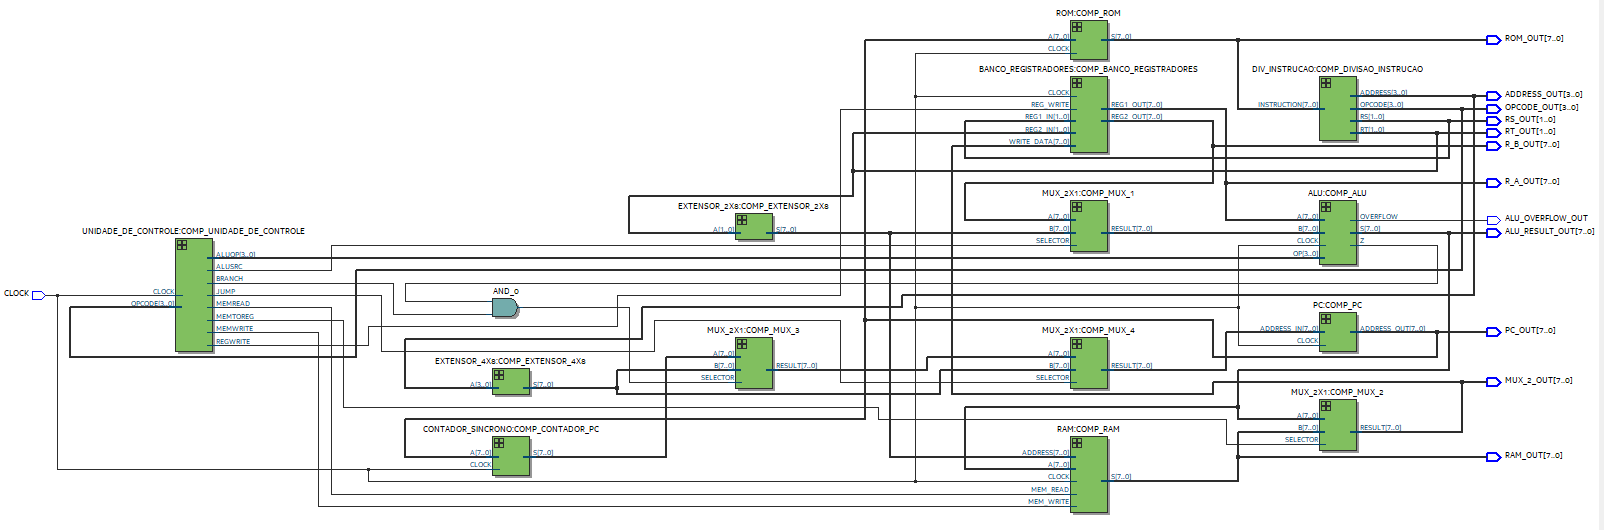 ROM:COMP_ROM
A[7..0]
CLOCK
S[7..0]
ROM_OUT[7..0]
BANCO_REGISTRADORES:COMP_BANCO_REGISTRADORES
CLOCK
REG_WRITE
REG1_IN[1..0]
REG2_IN[1..0]
WRITE_DATA[7..0]
REG1_OUT[7..0]
REG2_OUT[7..0]
DIV_INSTRUCAO:COMP_DIVISAO_INSTRUCAO
INSTRUCTION[7..0]
ADDRESS[3..0]
OPCODE[3..0]
RS[1..0]
RT[1..0]
ADDRESS_OUT[3..0]
OPCODE_OUT[3..0]
RS_OUT[1..0]
RT_OUT[1..0]
R_B_OUT[7..0]
R_A_OUT[7..0]
EXTENSOR_2X8:COMP_EXTENSOR_2X8
A[1..0]
S[7..0]
MUX_2X1:COMP_MUX_1
A[7..0]
B[7..0]
SELECTOR
RESULT[7..0]
ALU:COMP_ALU
A[7..0]
B[7..0]
CLOCK
OP[3..0]
OVERFLOW
S[7..0]
Z
ALU_OVERFLOW_OUT
ALU_RESULT_OUT[7..0]
UNIDADE_DE_CONTROLE:COMP_UNIDADE_DE_CONTROLE
CLOCK
CLOCK
OPCODE[3..0]
ALUOP[3..0]
ALUSRC
BRANCH
JUMP
MEMREAD
MEMTOREG
MEMWRITE
REGWRITE
AND_0
PC:COMP_PC
ADDRESS_IN[7..0]
CLOCK
ADDRESS_OUT[7..0]
PC_OUT[7..0]
MUX_2X1:COMP_MUX_3
A[7..0]
B[7..0]
SELECTOR
RESULT[7..0]
MUX_2X1:COMP_MUX_4
A[7..0]
B[7..0]
SELECTOR
RESULT[7..0]
EXTENSOR_4X8:COMP_EXTENSOR_4X8
A[3..0]
S[7..0]
MUX_2_OUT[7..0]
MUX_2X1:COMP_MUX_2
A[7..0]
B[7..0]
SELECTOR
RESULT[7..0]
CONTADOR_SINCRONO:COMP_CONTADOR_PC
A[7..0]
CLOCK
S[7..0]
RAM:COMP_RAM
ADDRESS[7..0]
A[7..0]
CLOCK
MEM_READ
MEM_WRITE
S[7..0]
RAM_OUT[7..0]